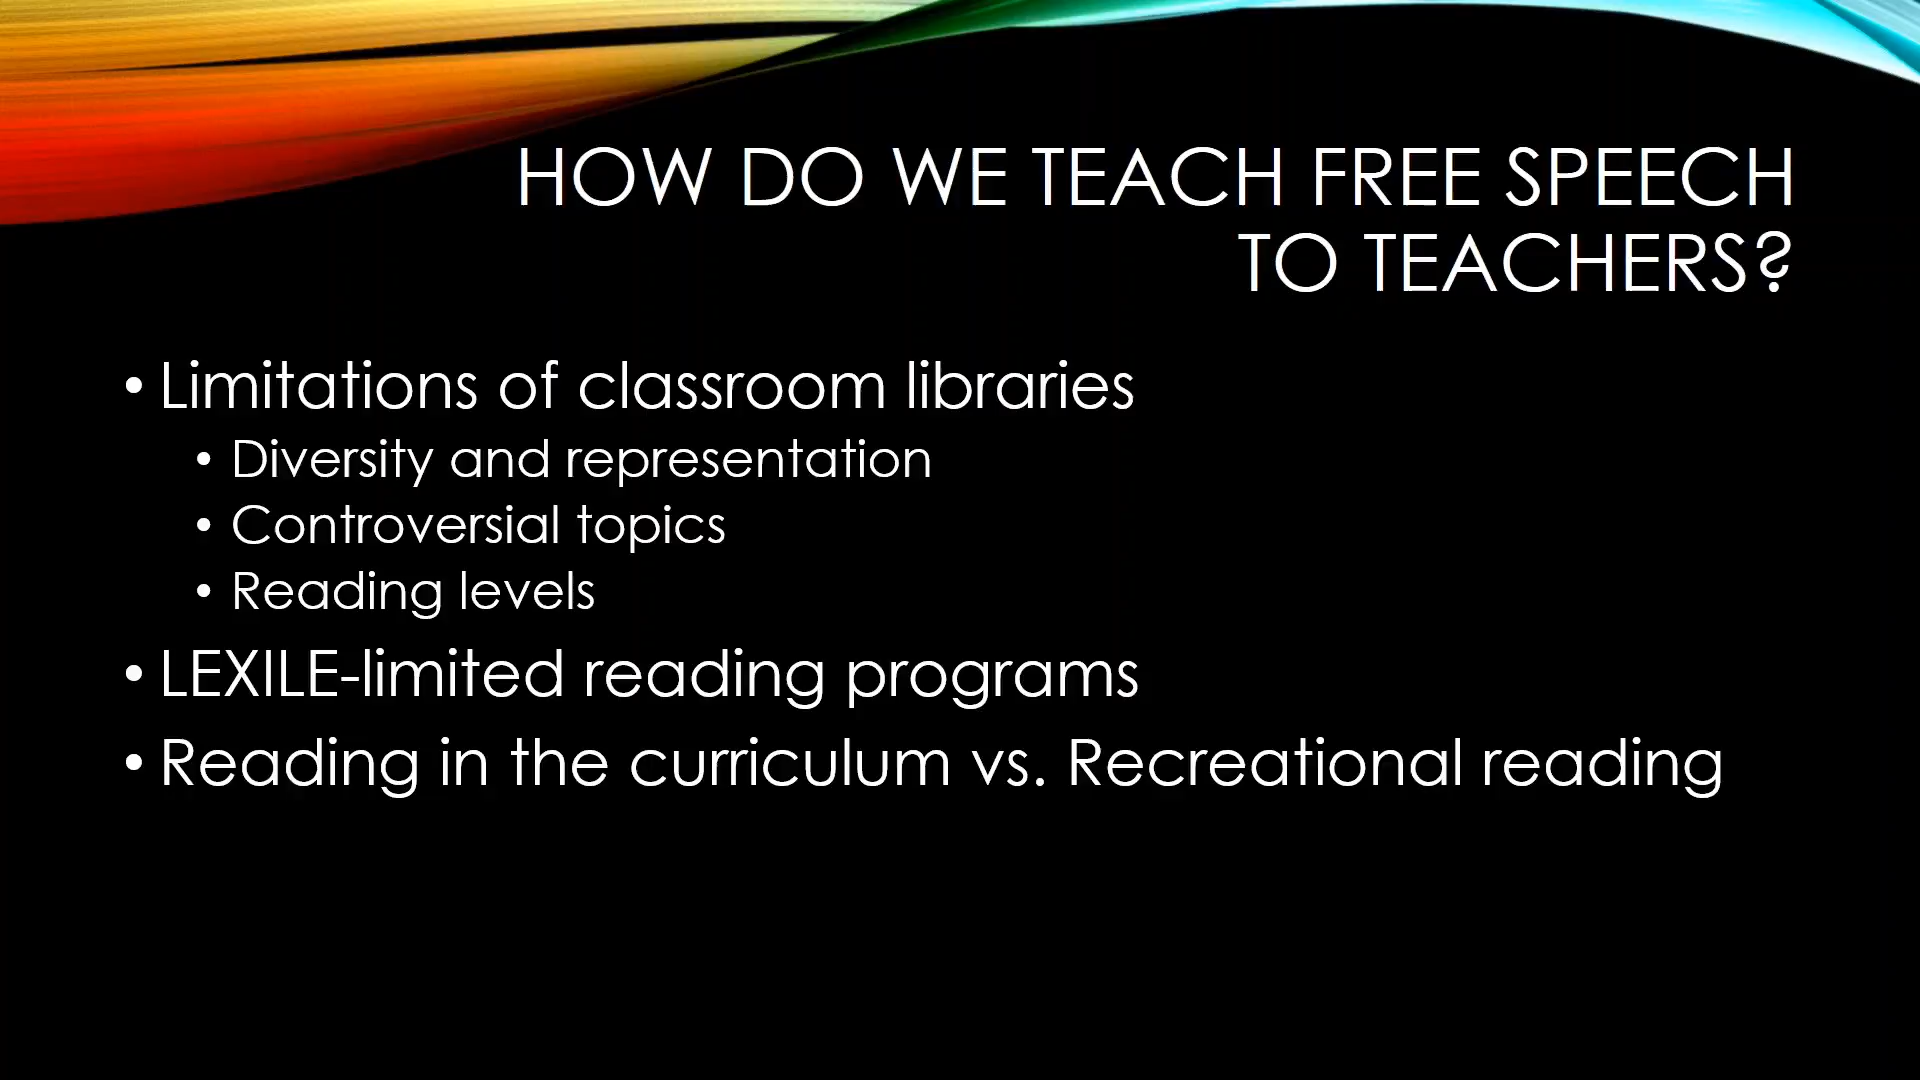 HOW DO WE TEACH FREE SPEECH
TO TEACHERS?
• Limitations of classroom libraries
• Diversity and representation
• Controversial topics
• Reading levels
• LEXILE-limited reading programs
• Reading in the curriculum vs. Recreational reading